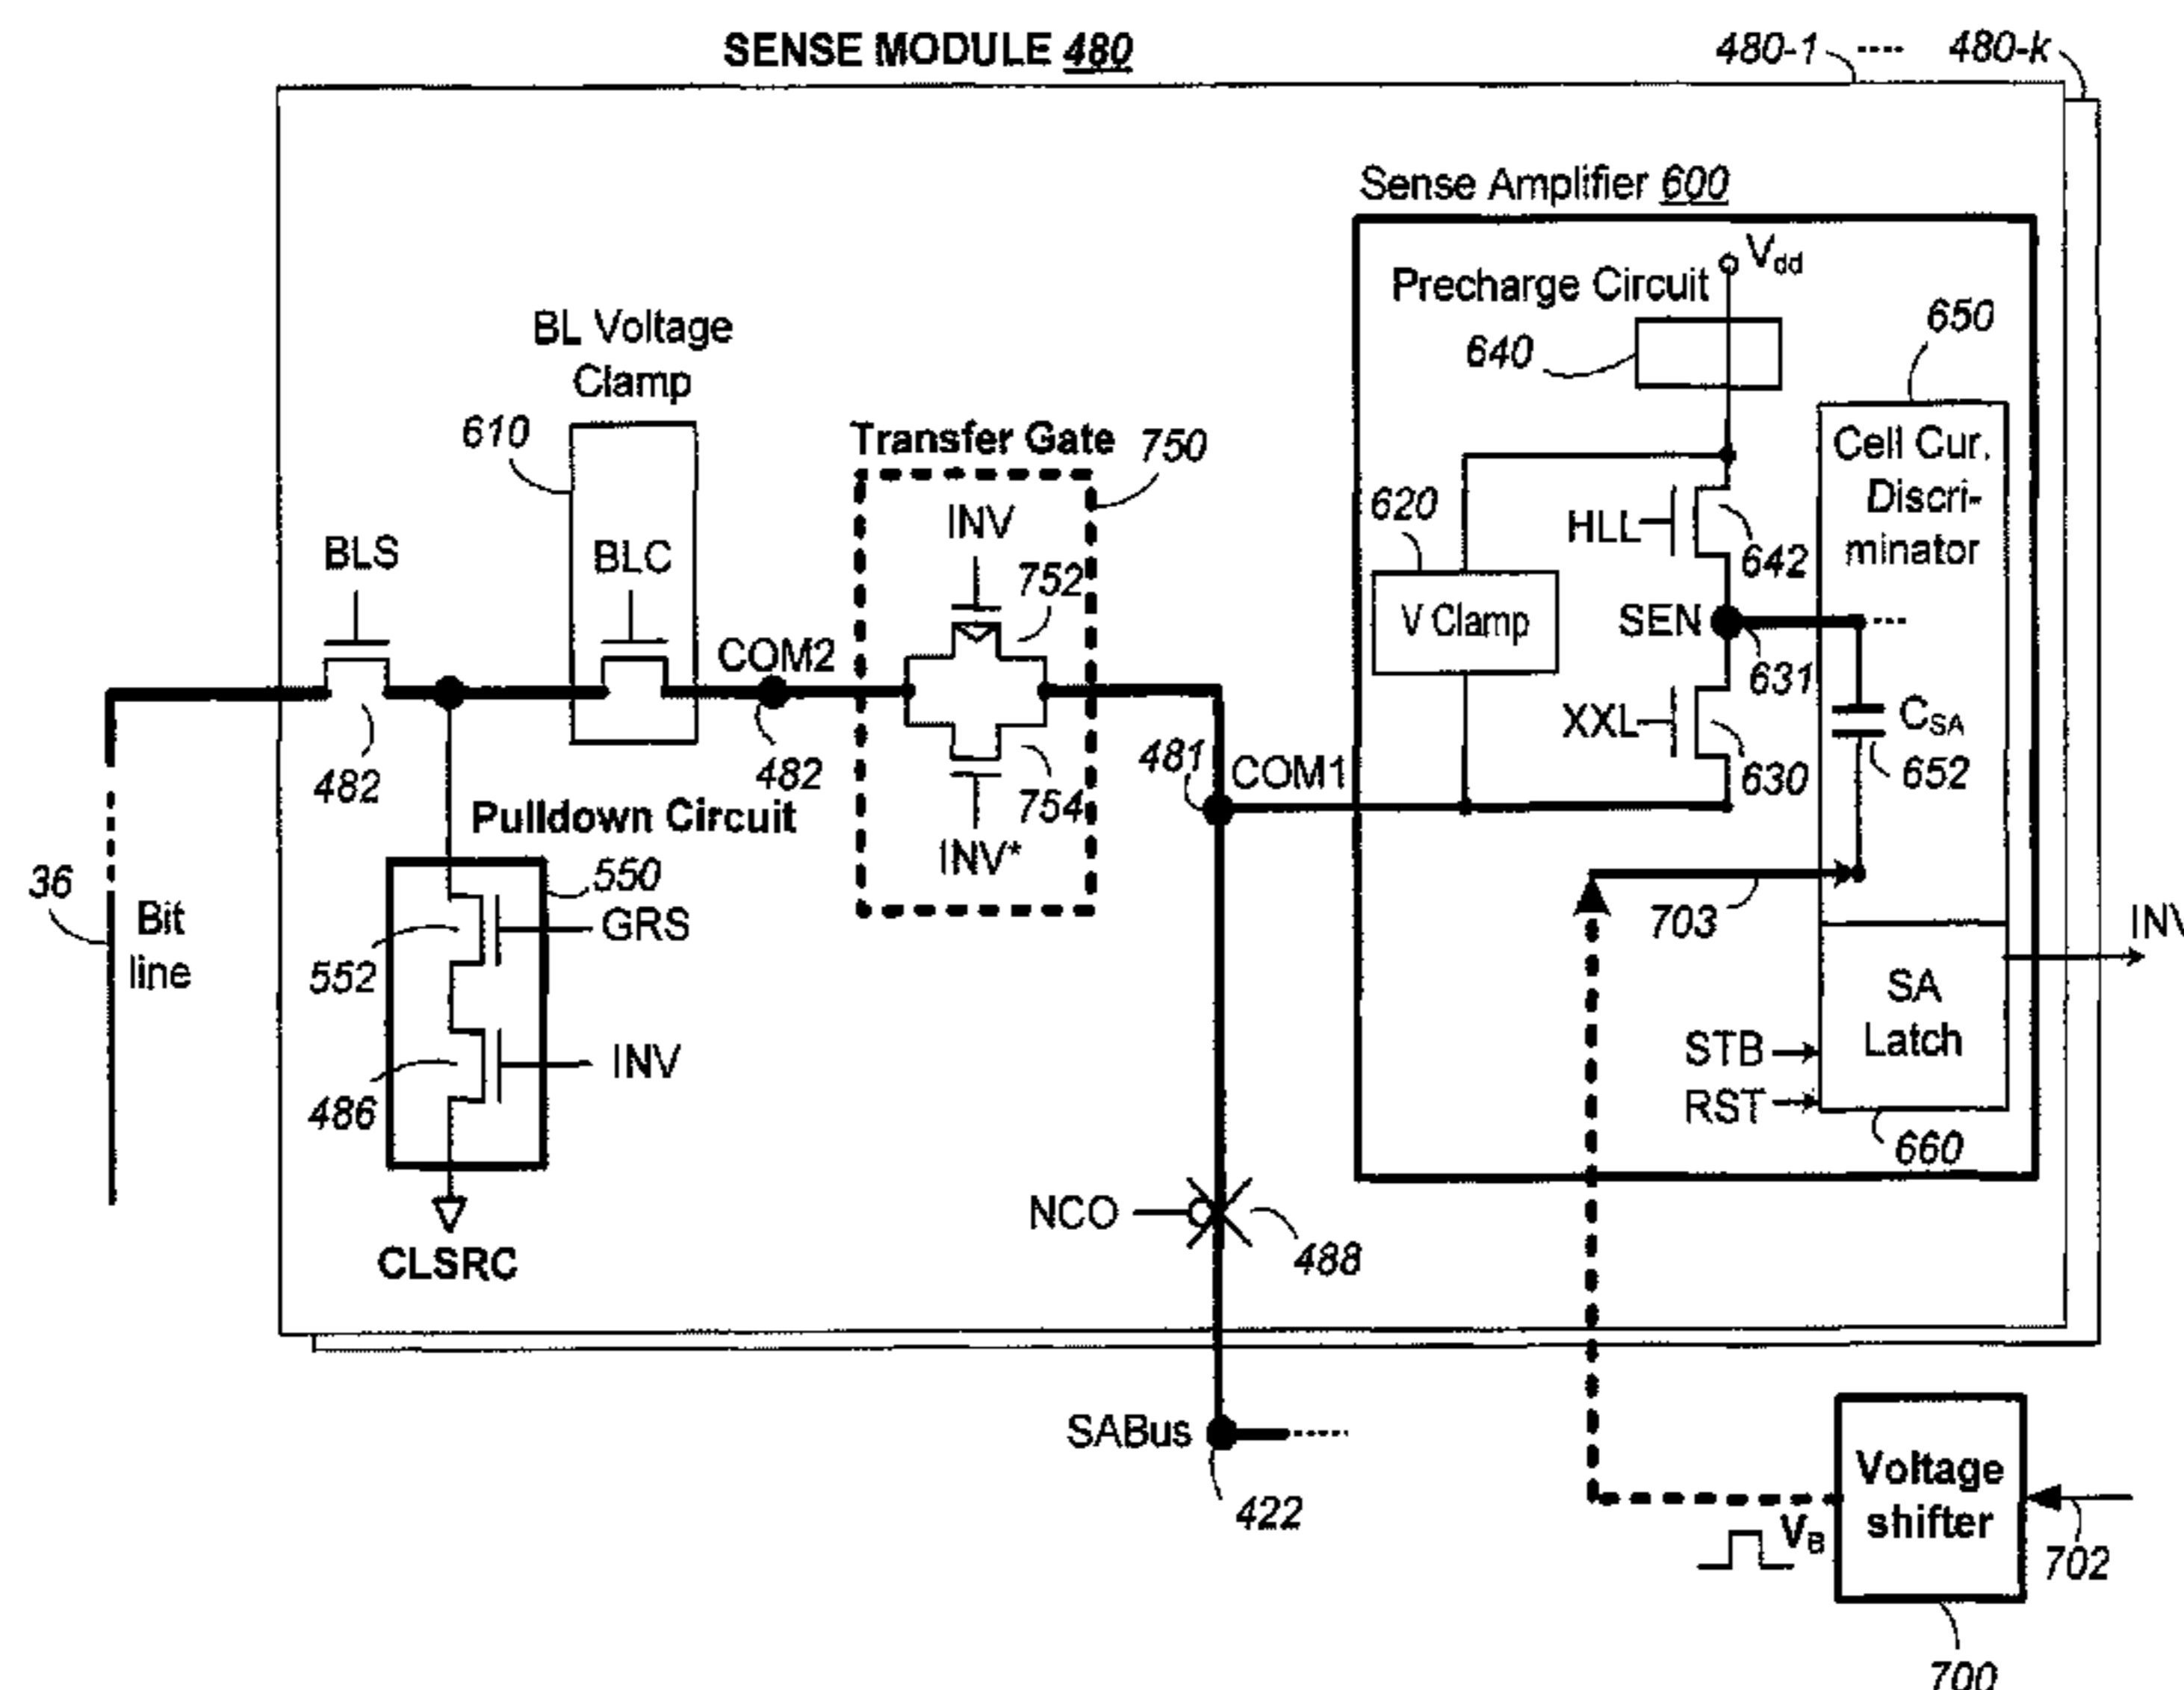 SENSE MODULE 480
480-1 ---- 480-k
Sense Amplifier 600
Vdd
Precharge Circuit
640
650
BL Voltage
Clamp
610
Transfer Gate 750
Cell Cur.
Discri-
minator
620
HLL
642
INV
BLS
BLC
752
V Clamp
SEN
631
COM2
XXL
CSA
630
652
482
482
481
COM1
754
INV*
Pulldown Circuit
550
36
Bit
line
GRS
552
703
INV
SA
Latch
INV
486
STB
RST
660
NCO
488
CLSRC
SABus
422
Voltage
shifter
VB
702
700